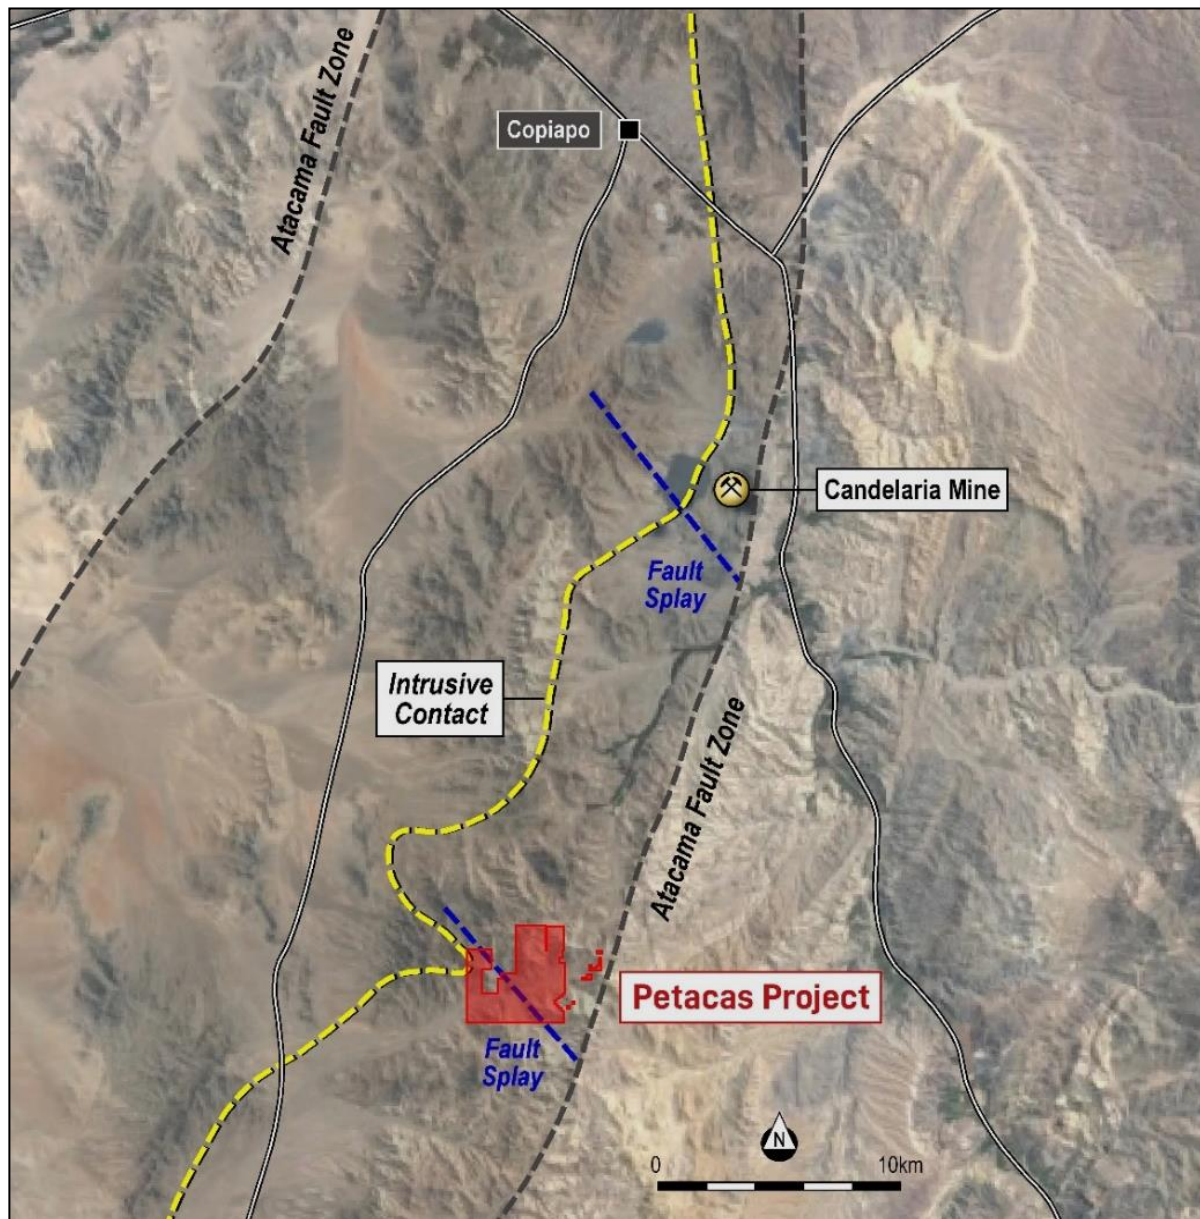 Atacama Fault Zone
Copiapo
Candelaria Mine
Fault
Splay
Intrusive
Contact
Atacama Fault Zone
Petacas Project
Fault
Splay
N
0 10km